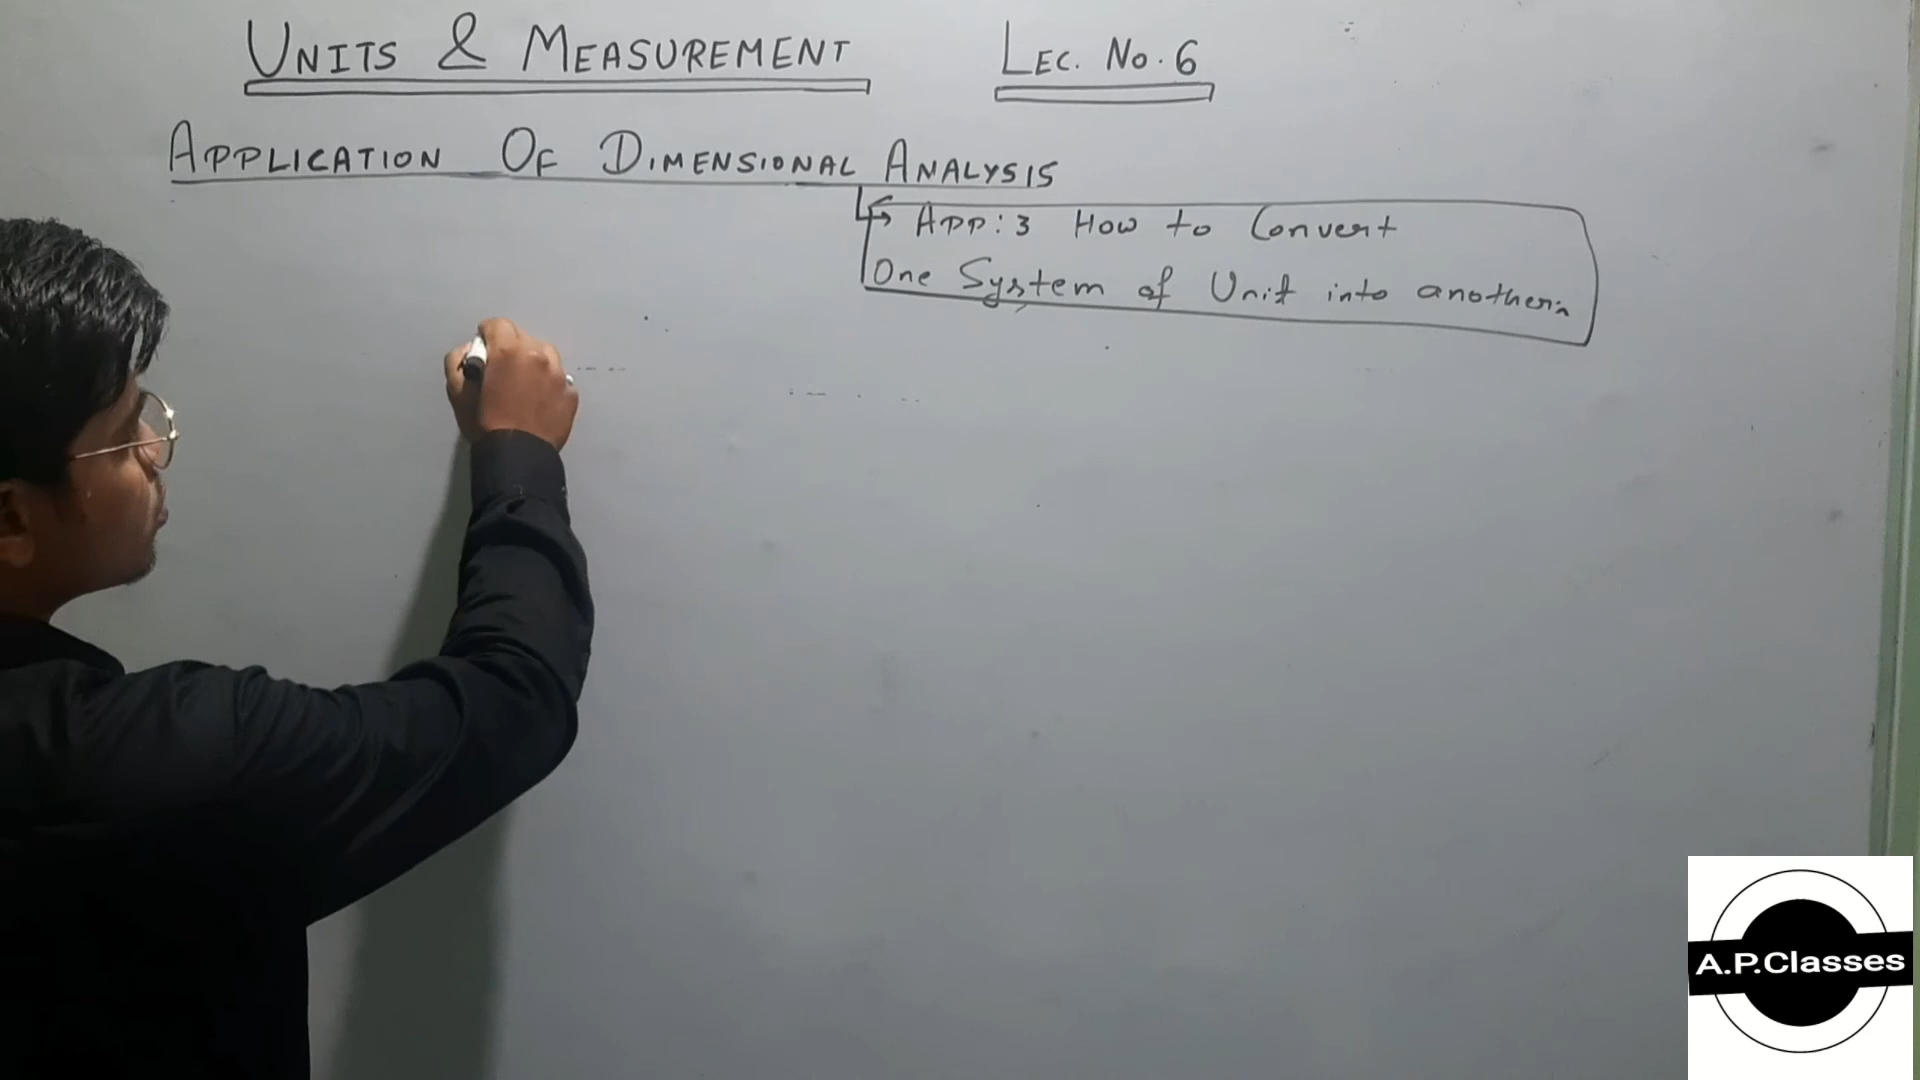 UNITS & MEASUREMENT LEC. No. 6
APPLICATION OF DIMENSIONAL ANALYSIS
APP: 3 How to Convert
One System of Unit into another:
A.P.Classes